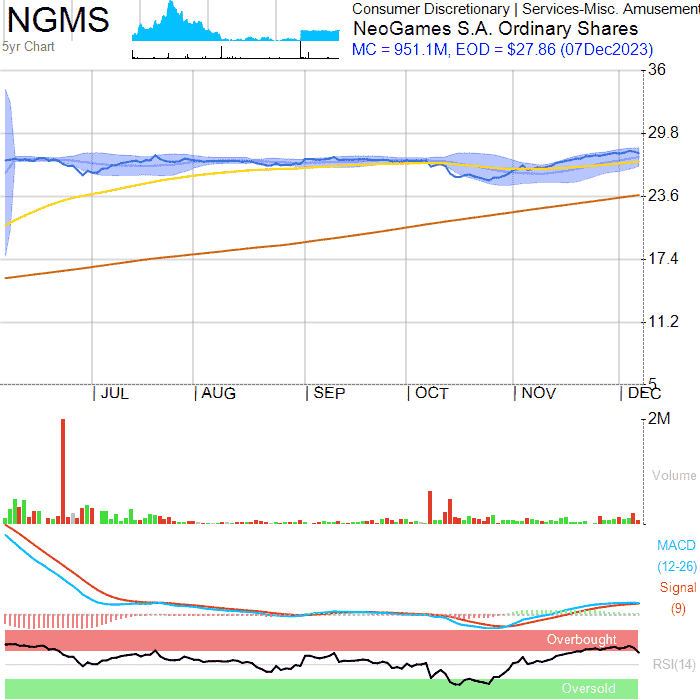 NGMS
5yr Chart
Consumer Discretionary | Services-Misc. Amusement
NeoGames S.A. Ordinary Shares
MC = 951.1M, EOD = $27.86 (07Dec2023)
36
29.8
23.6
17.4
11.2
5
JUL AUG SEP OCT NOV DEC
2M
Volume
MACD
(12-26)
Signal
(9)
Overbought
RSI(14)
Oversold